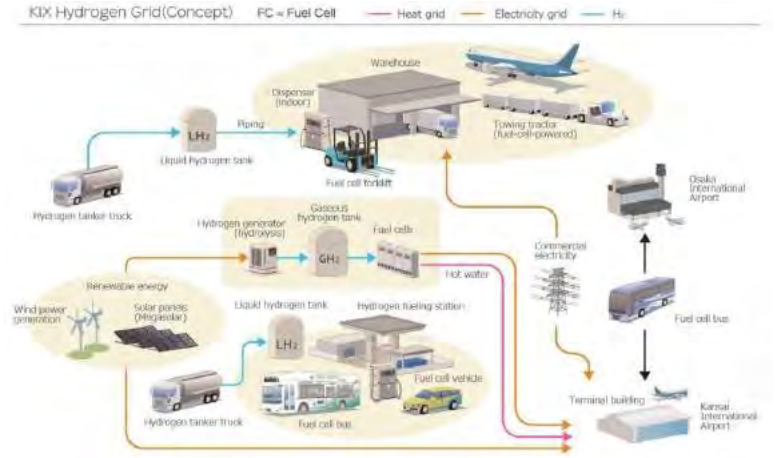 KIX Hydrogen Grid(Concept)
FC = Fuel Cell
Heat grid
Electricity grid
H₂
Warehouse
Dispenser
(indoor)
LH₂
Piping
Liquid hydrogen tank
Towing tractor
(fuel-cell-powered)
Fuel cell forklift
Hydrogen tanker truck
Osaka
International
Airport
Gaseous
hydrogen tank
Hydrogen generator
(hydrolysis)
Fuel cells
GH₂
Commercial
electricity
Hot water
Renewable energy
Wind power
generation
Solar panels
(Megasolar)
Liquid hydrogen tank
Hydrogen fueling station
LH₂
Fuel cell bus
Fuel cell vehicle
Hydrogen tanker truck
Fuel cell bus
Terminal building
Kansai
International
Airport